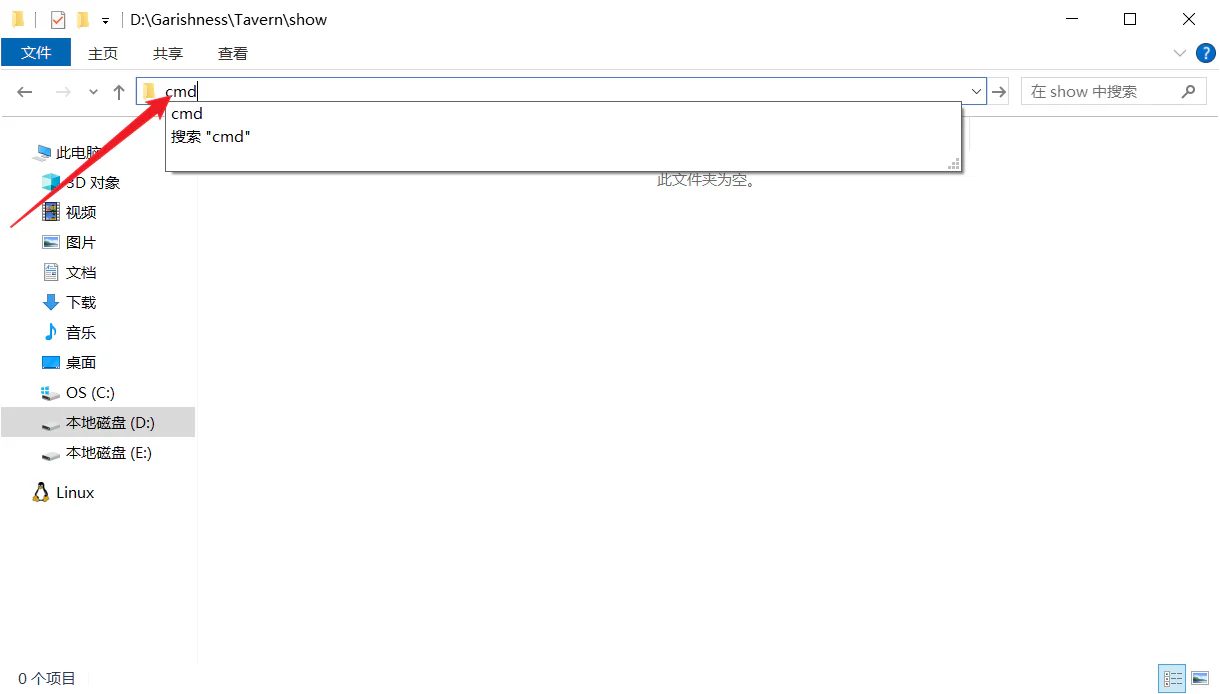 D:\Garishness\Tavern\show
文件 主页 共享 查看
cmd
在 show 中搜索
cmd
搜索 "cmd"
此文件夹为空。
此电脑
3D 对象
视频
图片
文档
下载
音乐
桌面
OS (C:)
本地磁盘 (D:)
本地磁盘 (E:)
Linux
0 个项目